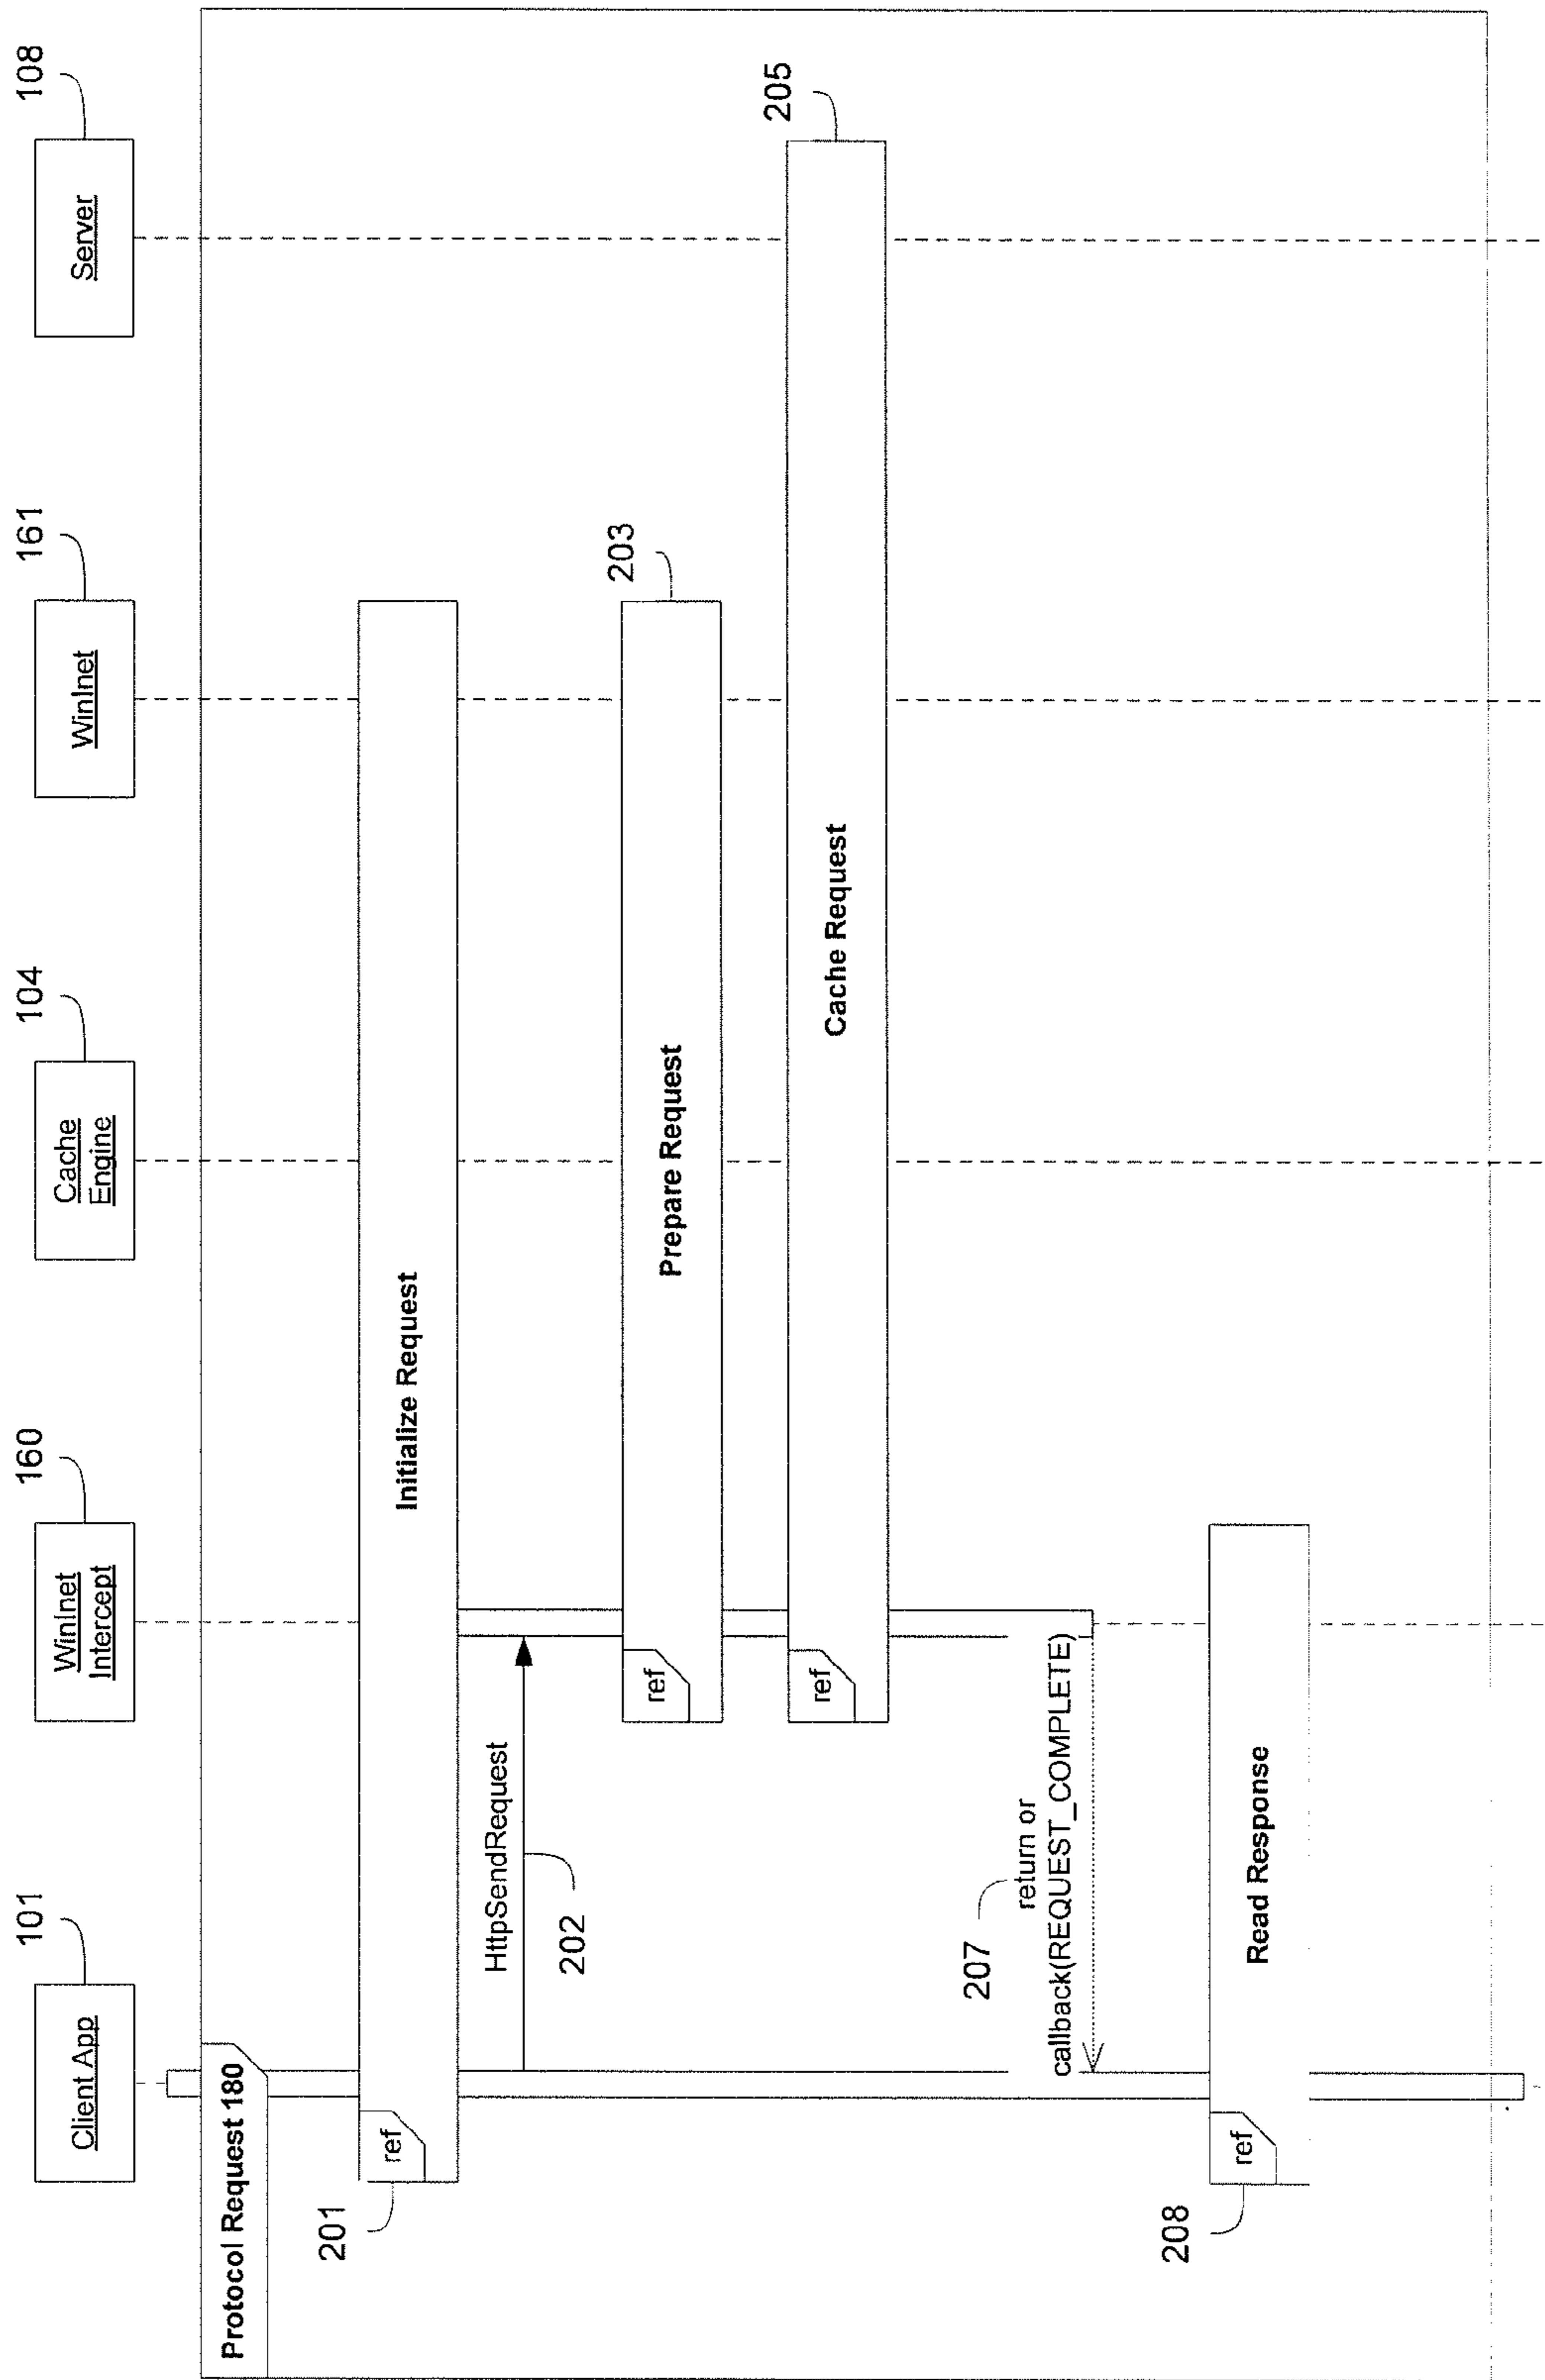 101
160
104
161
108
Client App
WinInet
Intercept
Cache
Engine
WinInet
Server
Protocol Request 180
201
ref
Initialize Request
HttpSendRequest
202
203
ref
Prepare Request
205
ref
Cache Request
207
return or
callback(REQUEST_COMPLETE)
208
ref
Read Response